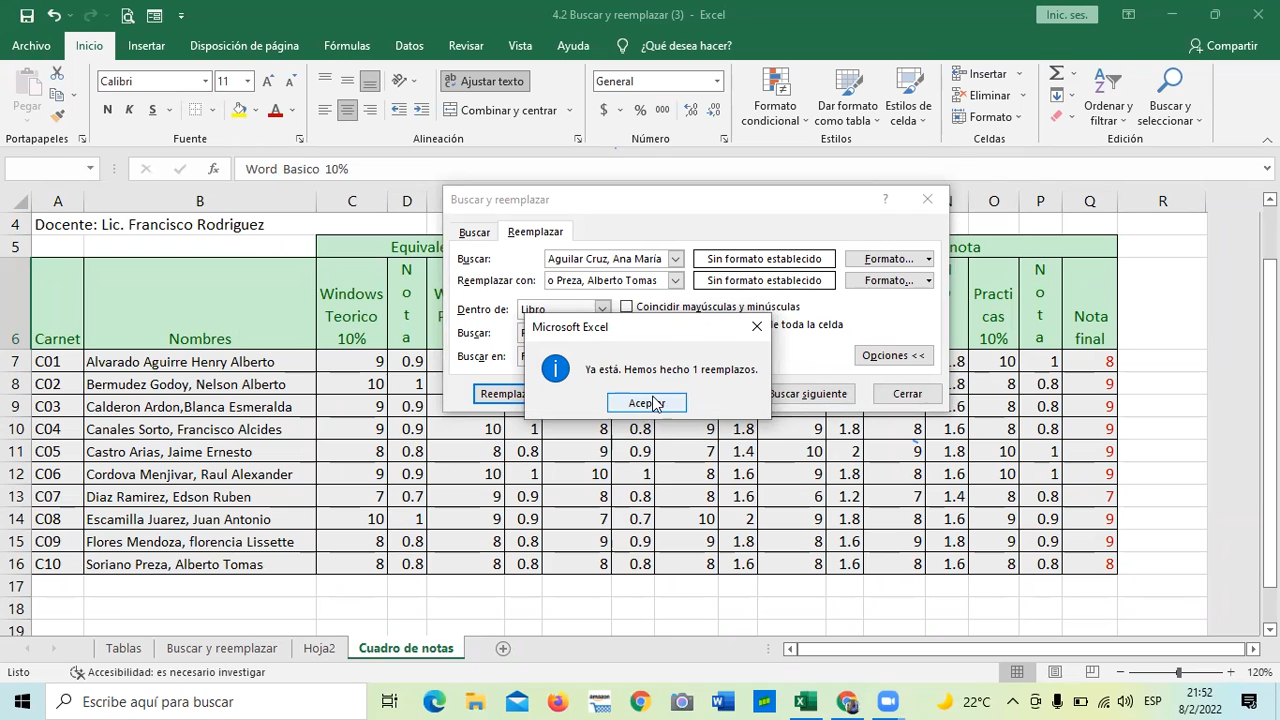 4.2 Buscar y reemplazar (3) - Excel
Inic. ses.
Archivo Inicio Insertar Disposición de página Fórmulas Datos Revisar Vista Ayuda ¿Qué desea hacer? Compartir
Pegar
Calibri 11
N K S
Ajustar texto
Combinar y centrar
General
$ % 000
Formato condicional
Dar formato como tabla
Estilos de celda
Insertar
Eliminar
Formato
Ordenar y filtrar
Buscar y seleccionar
Portapapeles Fuente Alineación Número Estilos Celdas Edición
fx Word Basico 10%
A B C D O P Q R
4 Docente: Lic. Francisco Rodriguez
5 nota
6 Carnet Nombres Windows Teorico 10% Nota Practi cas 10% Nota Nota final
7 C01 Alvarado Aguirre Henry Alberto 9 0.9 1.8 10 1 8
8 C02 Bermudez Godoy, Nelson Alberto 10 1 1.6 8 0.8 9
9 C03 Calderon Ardon,Blanca Esmeralda 9 0.9 1.6 8 0.8 9
10 C04 Canales Sorto, Francisco Alcides 9 0.9 10 1 8 0.8 9 1.8 9 1.8 8 1.6 8 0.8 9
11 C05 Castro Arias, Jaime Ernesto 8 0.8 8 0.8 9 0.9 7 1.4 10 2 9 1.8 10 1 9
12 C06 Cordova Menjivar, Raul Alexander 9 0.9 10 1 10 1 8 1.6 9 1.8 8 1.6 10 1 9
13 C07 Diaz Ramirez, Edson Ruben 7 0.7 9 0.9 8 0.8 8 1.6 6 1.2 7 1.4 8 0.8 7
14 C08 Escamilla Juarez, Juan Antonio 10 1 9 0.9 7 0.7 10 2 9 1.8 8 1.6 9 0.9 9
15 C09 Flores Mendoza, florencia Lissette 8 0.8 8 0.8 9 0.9 9 1.8 8 1.6 9 1.8 9 0.9 9
16 C10 Soriano Preza, Alberto Tomas 8 0.8 8 0.8 8 0.8 8 1.6 8 1.6 8 1.6 8 0.8 8
17
18
19
Buscar y reemplazar ?
Buscar Reemplazar
Buscar: Aguilar Cruz, Ana María Sin formato establecido Formato...
Reemplazar con: o Preza, Alberto Tomas Sin formato establecido Formato...
Dentro de: Libro Coincidir mayúsculas y minúsculas
Buscar: de toda la celda
Buscar en: Opciones <<
Buscar siguiente Cerrar
Microsoft Excel
Ya está. Hemos hecho 1 reemplazos.
Aceptar
Tablas Buscar y reemplazar Hoja2 Cuadro de notas
Listo Accesibilidad: es necesario investigar 120%
Escribe aquí para buscar
22°C ESP 21:52
8/2/2022